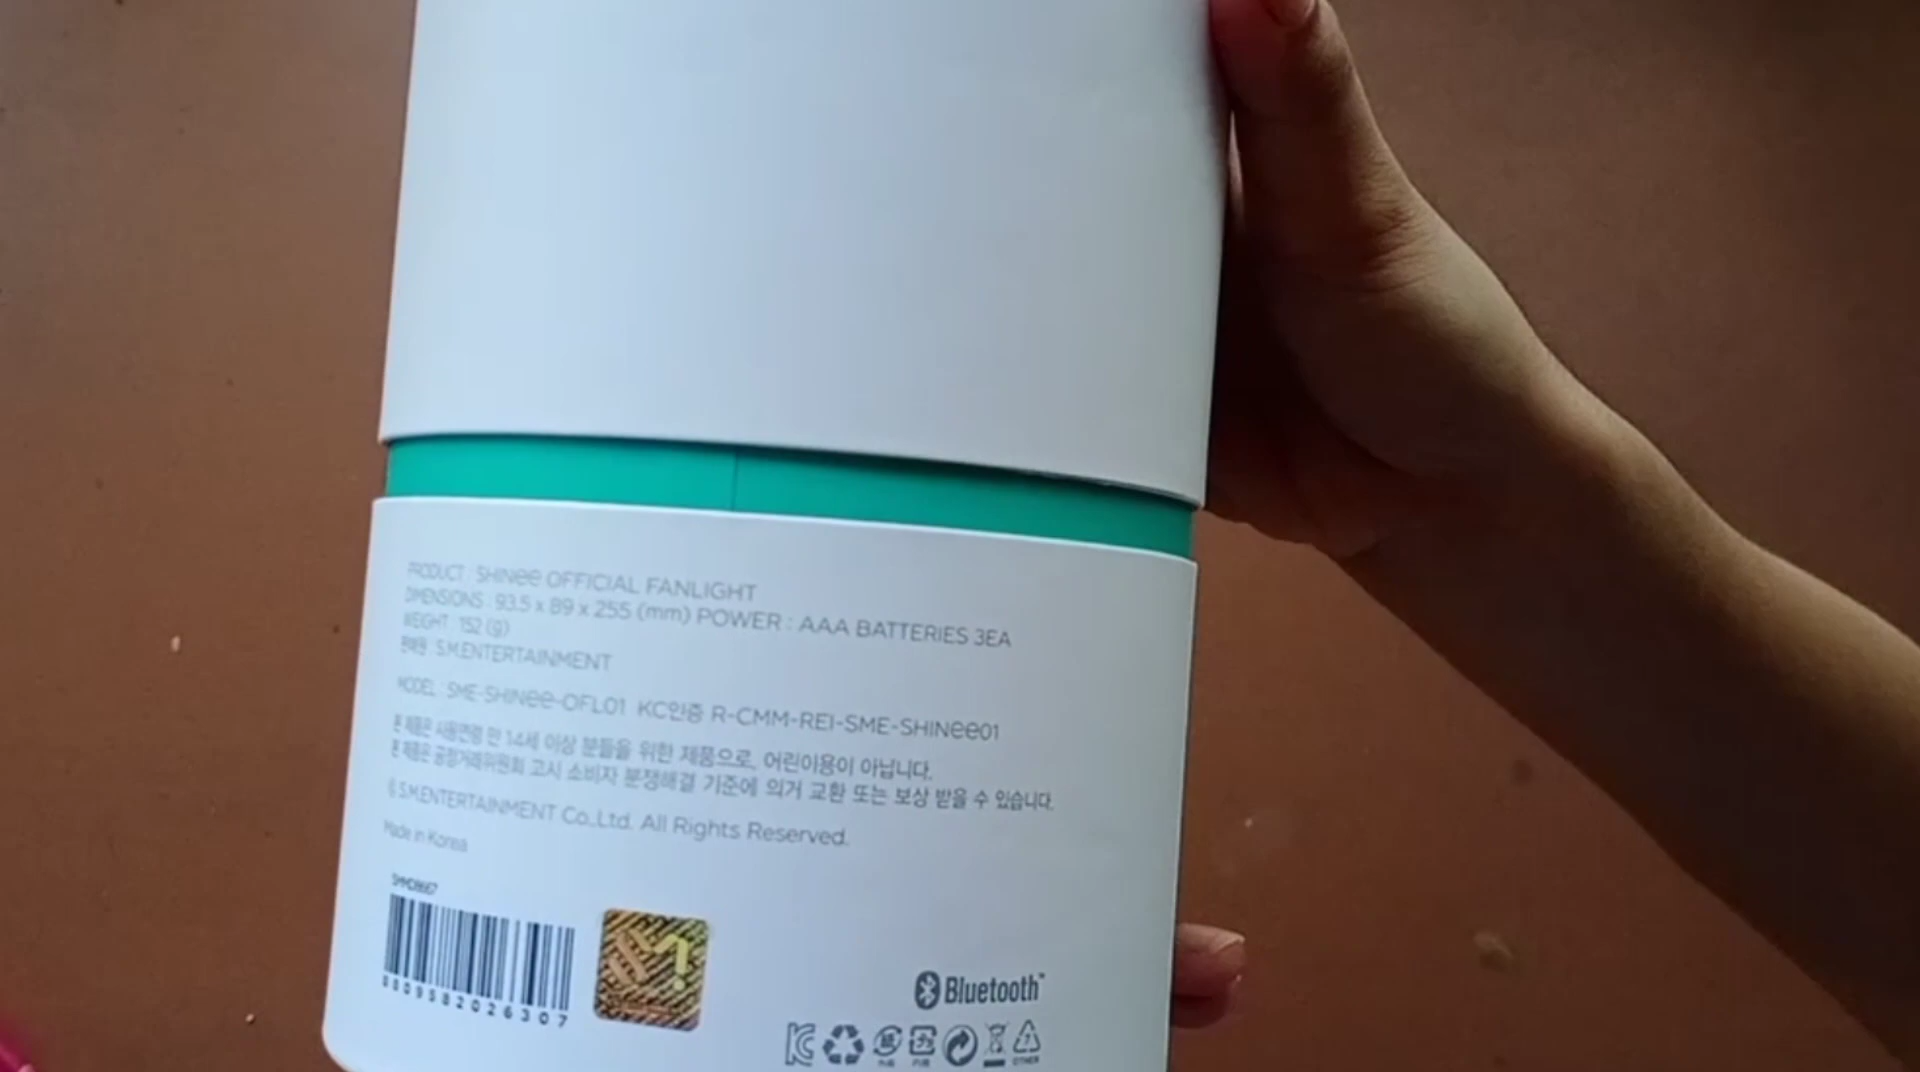 PRODUCT : SHINee OFFICIAL FANLIGHT
DIMENSIONS : 93.5 x 89 x 255 (mm) POWER : AAA BATTERIES 3EA
WEIGHT : 152 (g)
판매원 : S.M.ENTERTAINMENT
MODEL : SME-SHINee-OFL01 KC인증 R-CMM-REI-SME-SHINee01
본 제품은 사용연령 만 14세 이상 분들을 위한 제품으로, 어린이용이 아닙니다.
본 제품은 공정거래위원회 고시 소비자 분쟁해결 기준에 의거 교환 또는 보상 받을 수 있습니다.
© S.M.ENTERTAINMENT Co.,Ltd. All Rights Reserved.
Made in Korea
8809582026307
Bluetooth™
OTHER